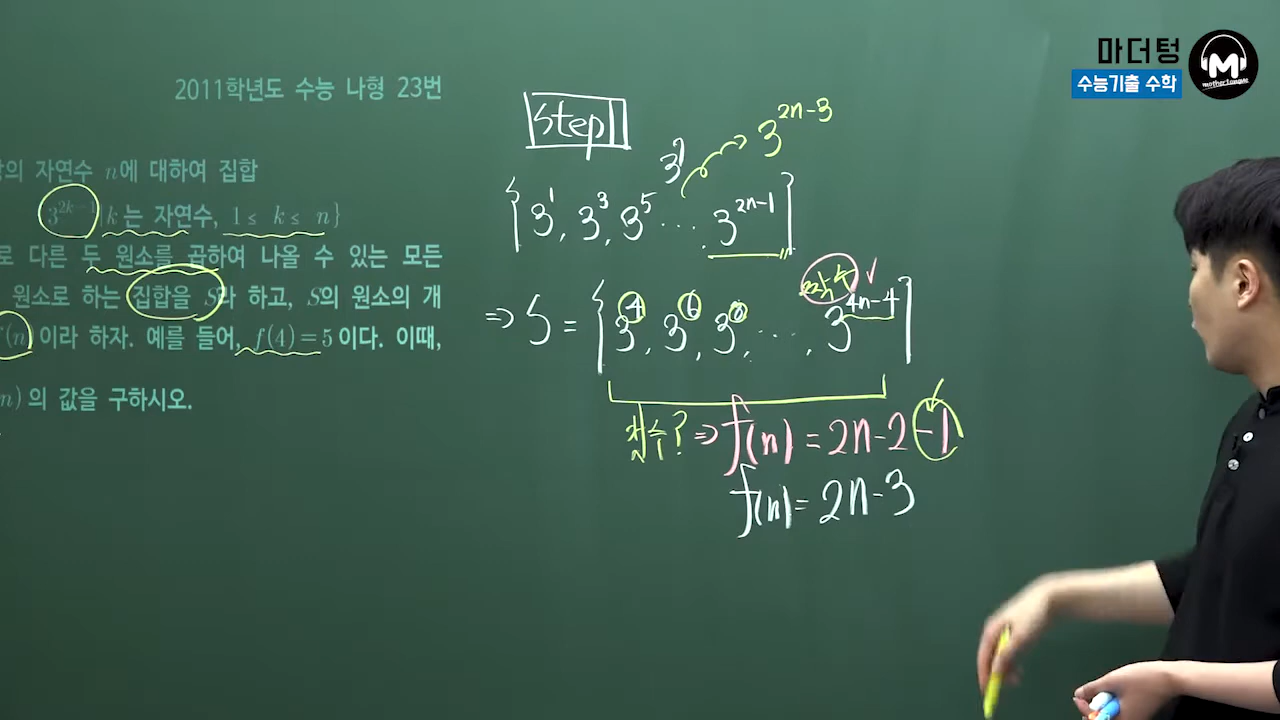 마더텅
수능기출 수학
M
2011학년도 수능 나형 23번
의 자연수 n에 대하여 집합
3^{2k-1}|k는 자연수, 1 ≤ k ≤ n}
로 다른 두 원소를 곱하여 나올 수 있는 모든
원소로 하는 집합을 S라 하고, S의 원소의 개
(n)이라 하자. 예를 들어, f(4)=5이다. 이때,
n)의 값을 구하시오.
Step 1
3^{2n-3}
{3^1, 3^3, 3^5 ⋯, 3^{2n-1}}
⇒ S = {3^4, 3^6, 3^8, ⋯, 3^{4n-4}}
짝수
개수? ⇒ f(n) = 2n-2-1
f(n) = 2n-3